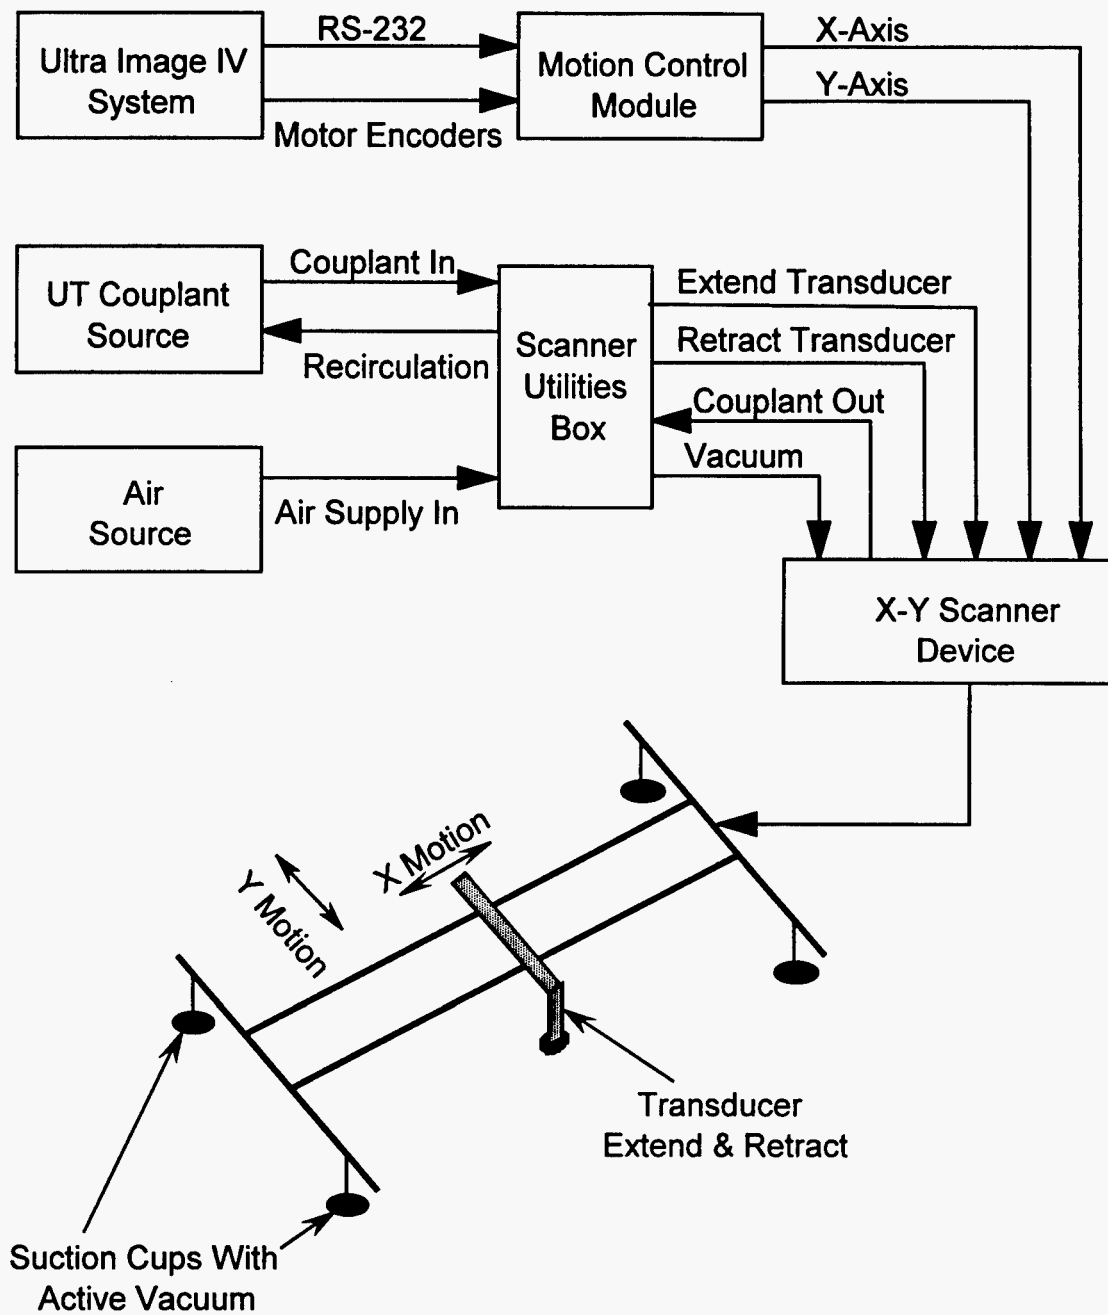 Ultra Image IV
System
RS-232
Motor Encoders
Motion Control
Module
X-Axis
Y-Axis
UT Couplant
Source
Couplant In
Recirculation
Scanner
Utilities
Box
Extend Transducer
Retract Transducer
Couplant Out
Vacuum
Air
Source
Air Supply In
X-Y Scanner
Device
X Motion
Y Motion
Transducer
Extend & Retract
Suction Cups With
Active Vacuum